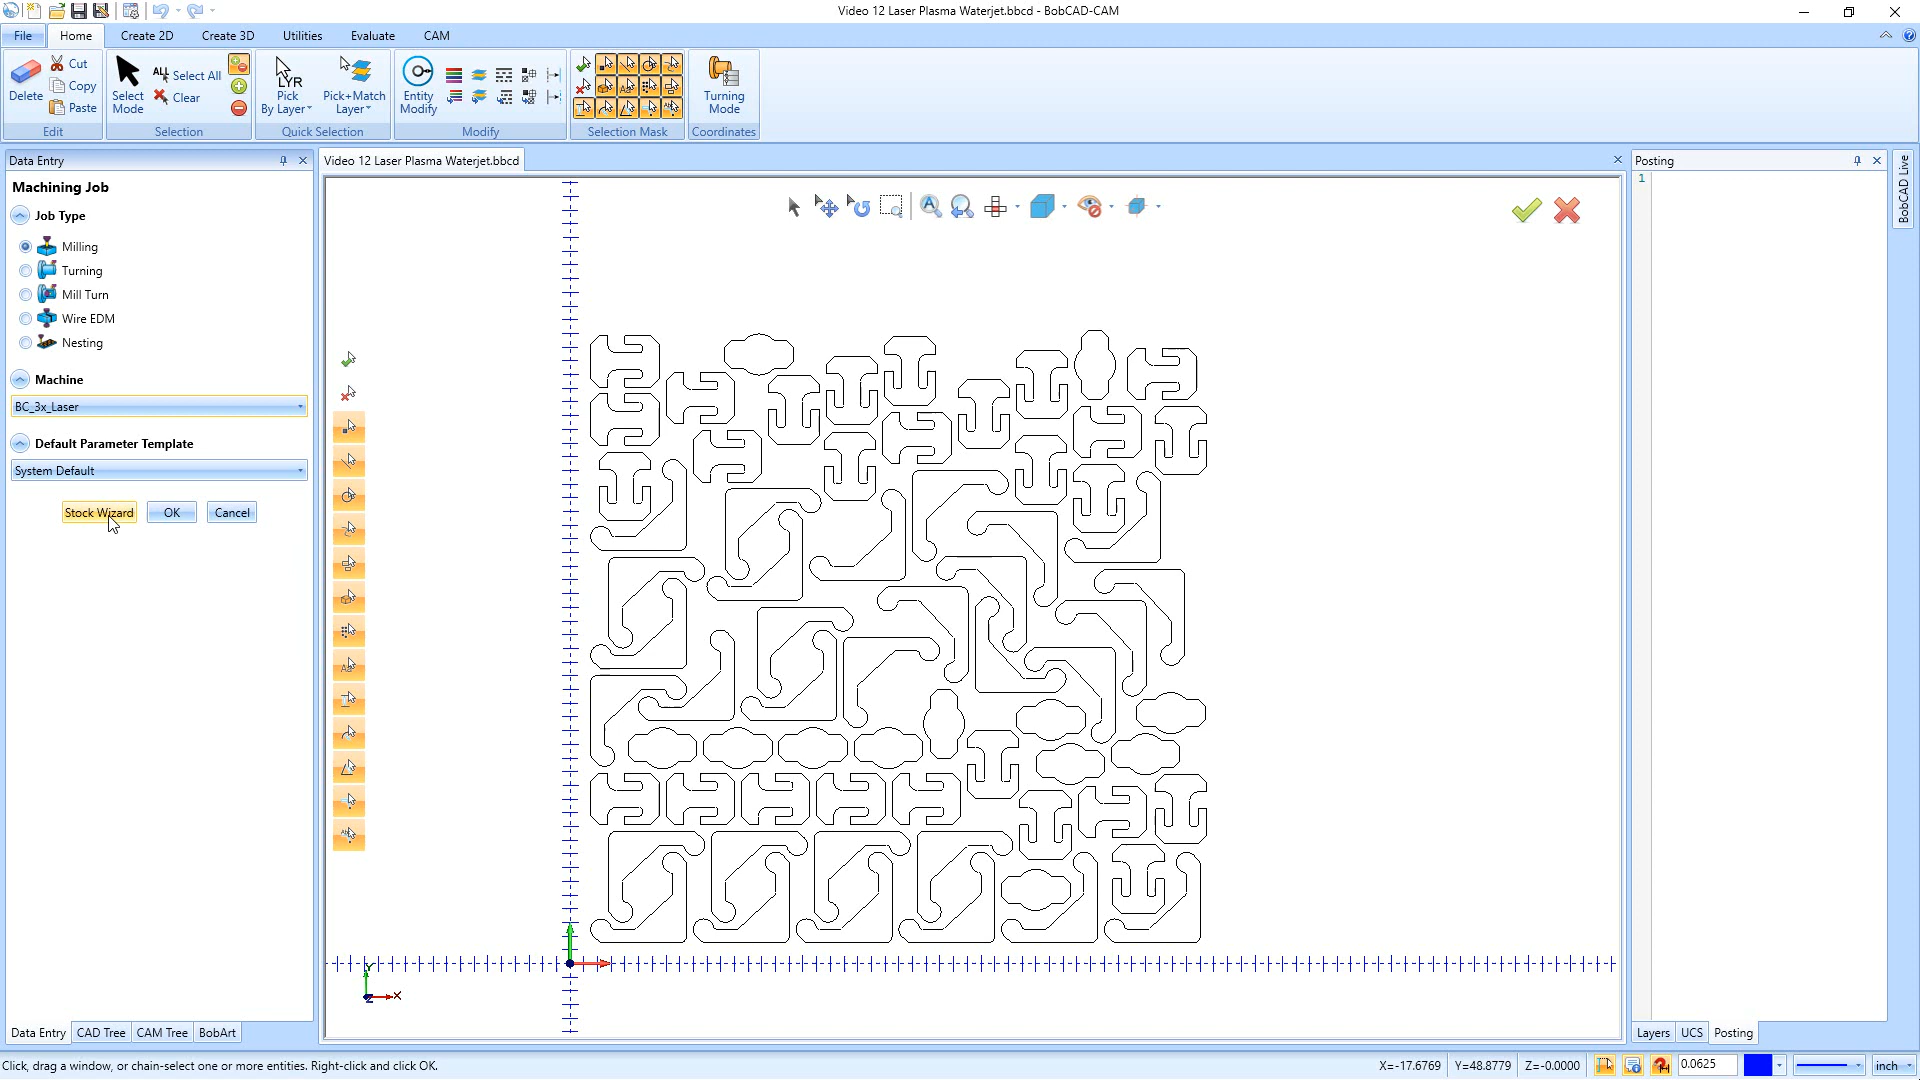 Video 12 Laser Plasma Waterjet.bbcd - BobCAD-CAM
File Home Create 2D Create 3D Utilities Evaluate CAM
Delete
Cut
Copy
Paste
Edit
Select Mode
ALL Select All
Clear
Selection
LYR
Pick By Layer
Pick+Match Layer
Quick Selection
Entity Modify
Modify
Selection Mask
Turning Mode
Coordinates
Data Entry
Video 12 Laser Plasma Waterjet.bbcd
Posting
BobCAD Live
1
Machining Job
Job Type
Milling
Turning
Mill Turn
Wire EDM
Nesting
Machine
BC_3x_Laser
Default Parameter Template
System Default
Stock Wizard OK Cancel
Y
X
Z
Data Entry CAD Tree CAM Tree BobArt
Layers UCS Posting
Click, drag a window, or chain-select one or more entities. Right-click and click OK.
X=-17.6769 Y=48.8779 Z=-0.0000 0.0625 inch